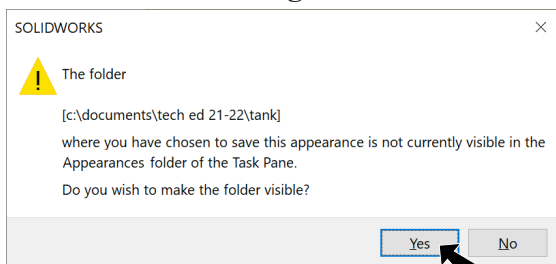 SOLIDWORKS
The folder
[c:\documents\tech ed 21-22\tank]
where you have chosen to save this appearance is not currently visible in the
Appearances folder of the Task Pane.
Do you wish to make the folder visible?
Yes
No